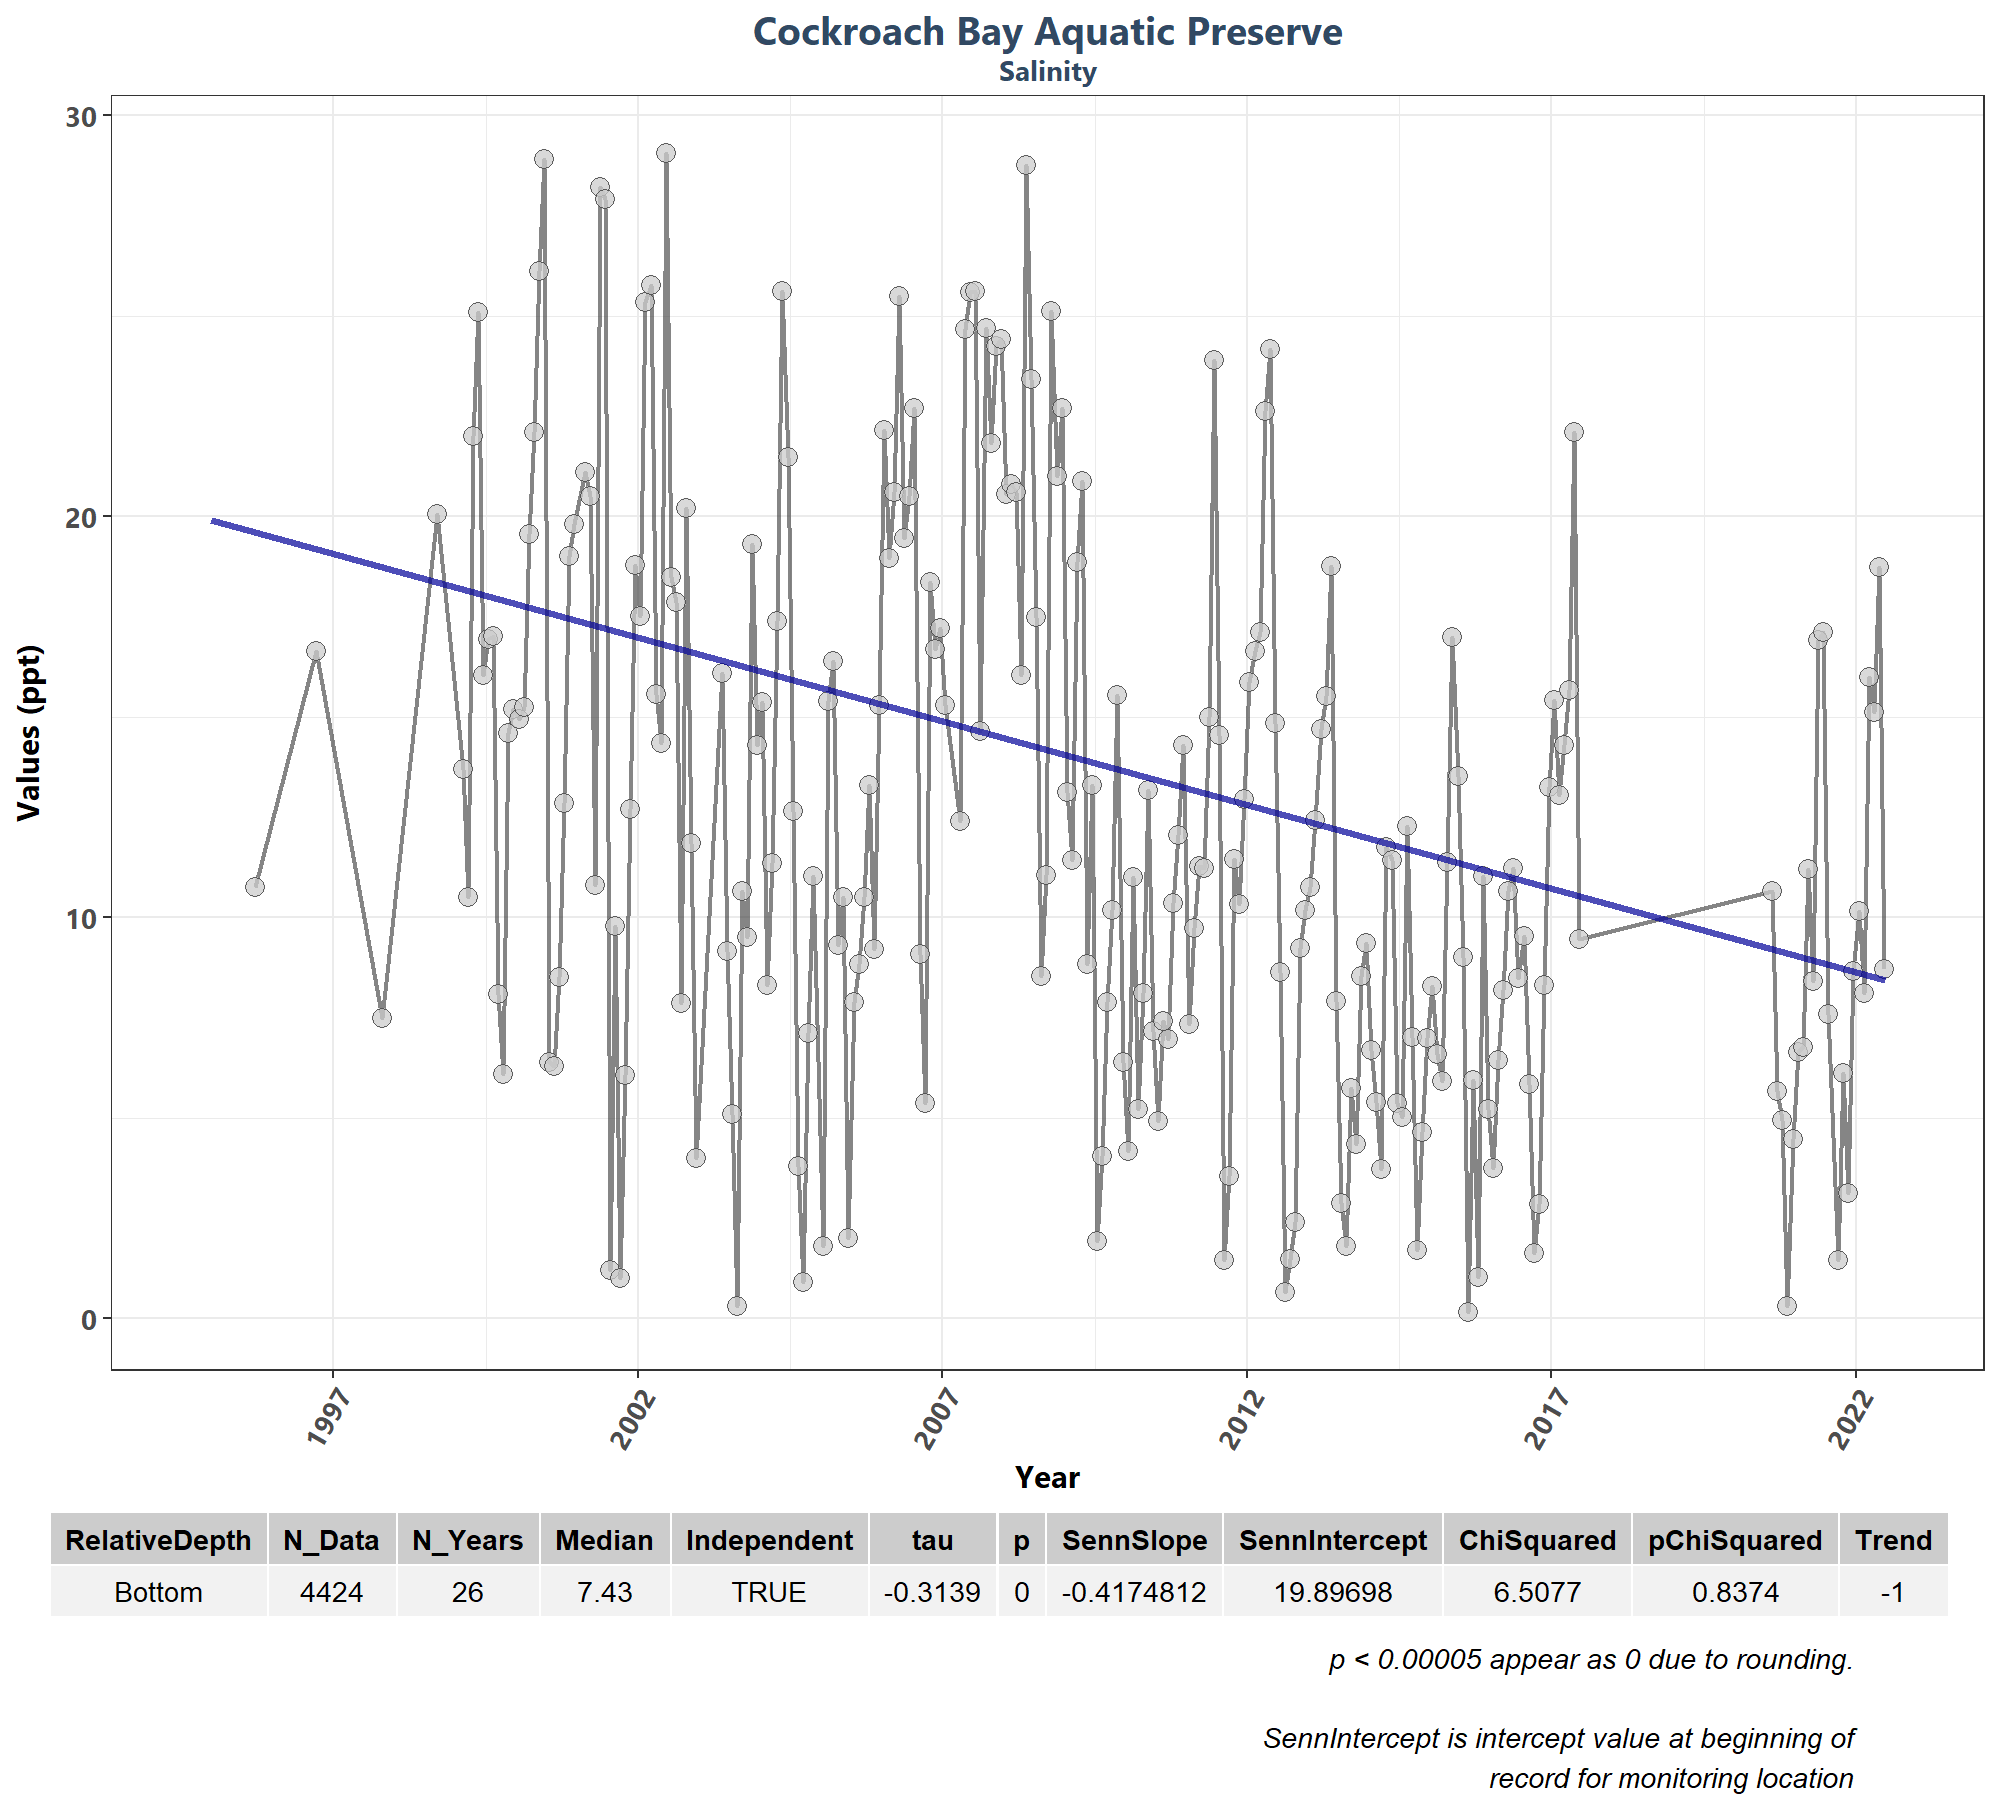 Cockroach Bay Aquatic Preserve
Salinity
30
20
10
0
Values (ppt)
1997
2002
2007
2012
2017
2022
Year
RelativeDepth N_Data N_Years Median Independent tau p SennSlope SennIntercept ChiSquared pChiSquared Trend
Bottom 4424 26 7.43 TRUE -0.3139 0 -0.4174812 19.89698 6.5077 0.8374 -1
p < 0.00005 appear as 0 due to rounding.
SennIntercept is intercept value at beginning of
record for monitoring location